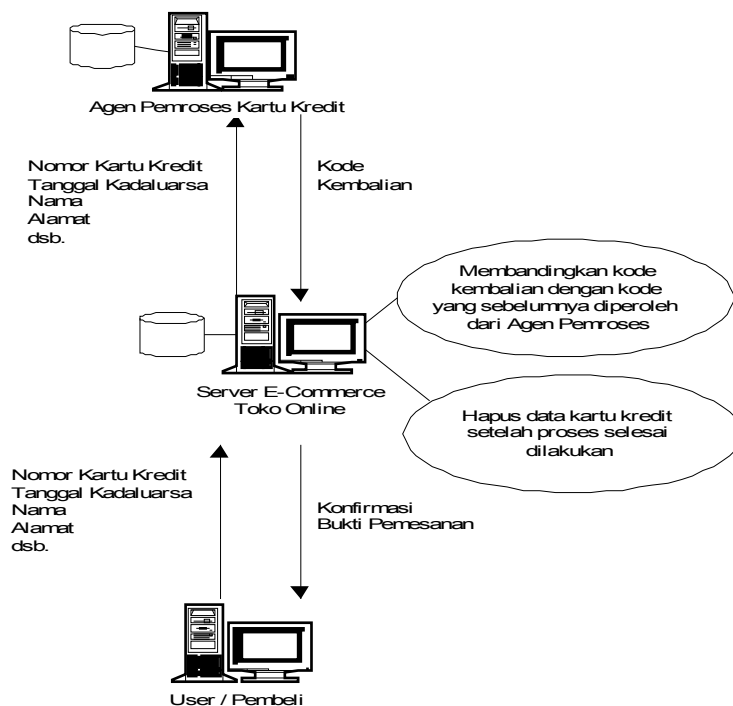 Agen Pemroses Kartu Kredit
Nomor Kartu Kredit
Tanggal Kadaluarsa
Nama
Alamat
dsb.
Kode
Kembalian
Membandingkan kode
kembalian dengan kode
yang sebelumnya diperoleh
dari Agen Pemroses
Server E-Commerce
Toko Online
Hapus data kartu kredit
setelah proses selesai
dilakukan
Nomor Kartu Kredit
Tanggal Kadaluarsa
Nama
Alamat
dsb.
Konfirmasi
Bukti Pemesanan
User / Pembeli